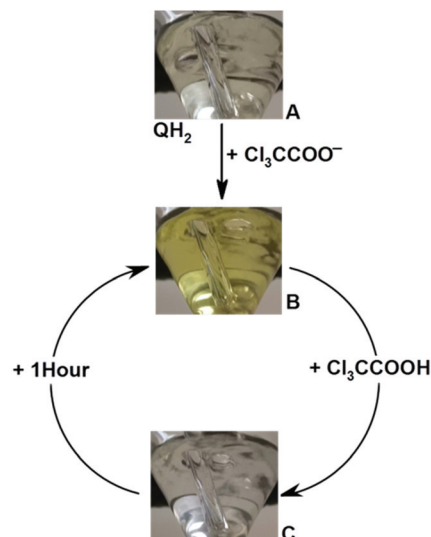 A
QH₂
+ Cl₃CCOO⁻
B
+ 1Hour
+ Cl₃CCOOH
C